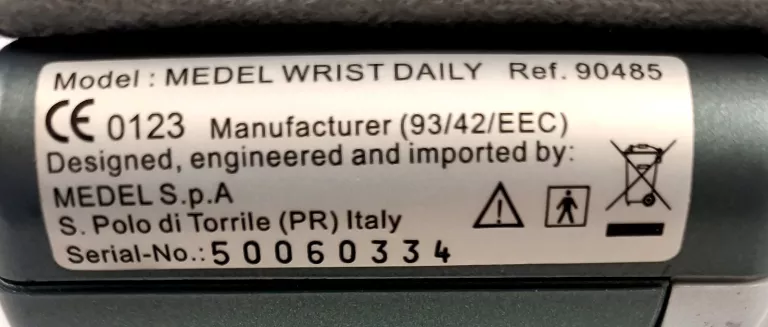 Model : MEDEL WRIST DAILY Ref. 90485
CE 0123 Manufacturer (93/42/EEC)
Designed, engineered and imported by:
MEDEL S.p.A
S. Polo di Torrile (PR) Italy
Serial-No.: 50060334